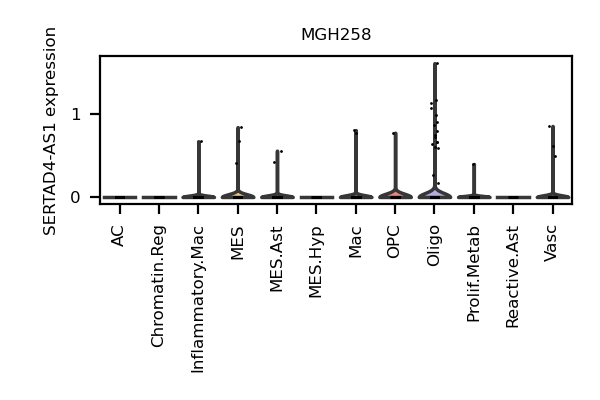 MGH258
SERTAD4-AS1 expression
1
0
AC
Chromatin.Reg
Inflammatory.Mac
MES
MES.Ast
MES.Hyp
Mac
OPC
Oligo
Prolif.Metab
Reactive.Ast
Vasc